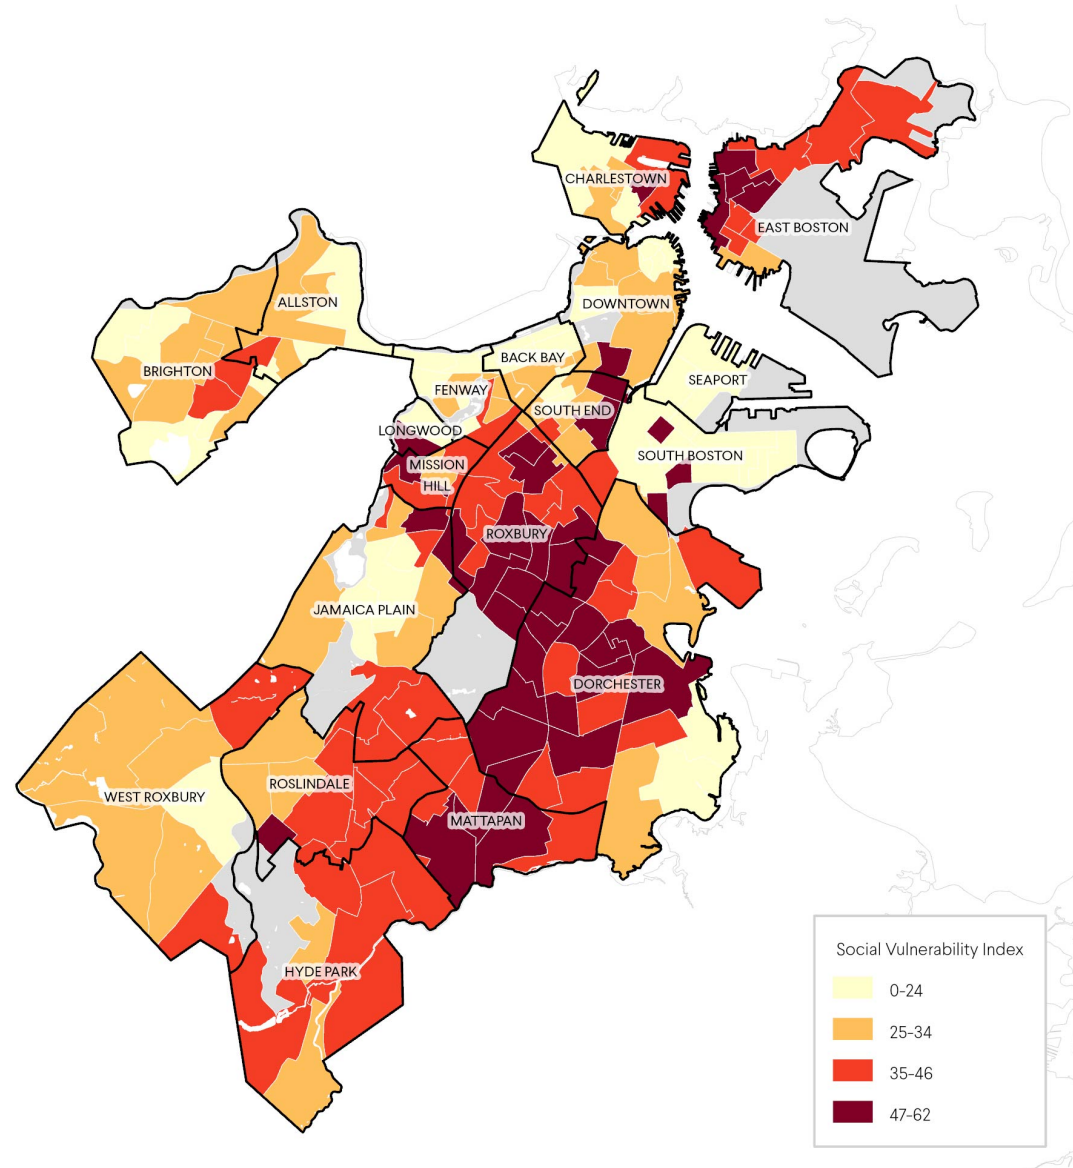 CHARLESTOWN
EAST BOSTON
ALLSTON
DOWNTOWN
BACK BAY
BRIGHTON
SEAPORT
FENWAY
SOUTH END
LONGWOOD
SOUTH BOSTON
MISSION
HILL
ROXBURY
JAMAICA PLAIN
DORCHESTER
ROSLINDALE
WEST ROXBURY
MATTAPAN
HYDE PARK
Social Vulnerability Index
0-24
25-34
35-46
47-62